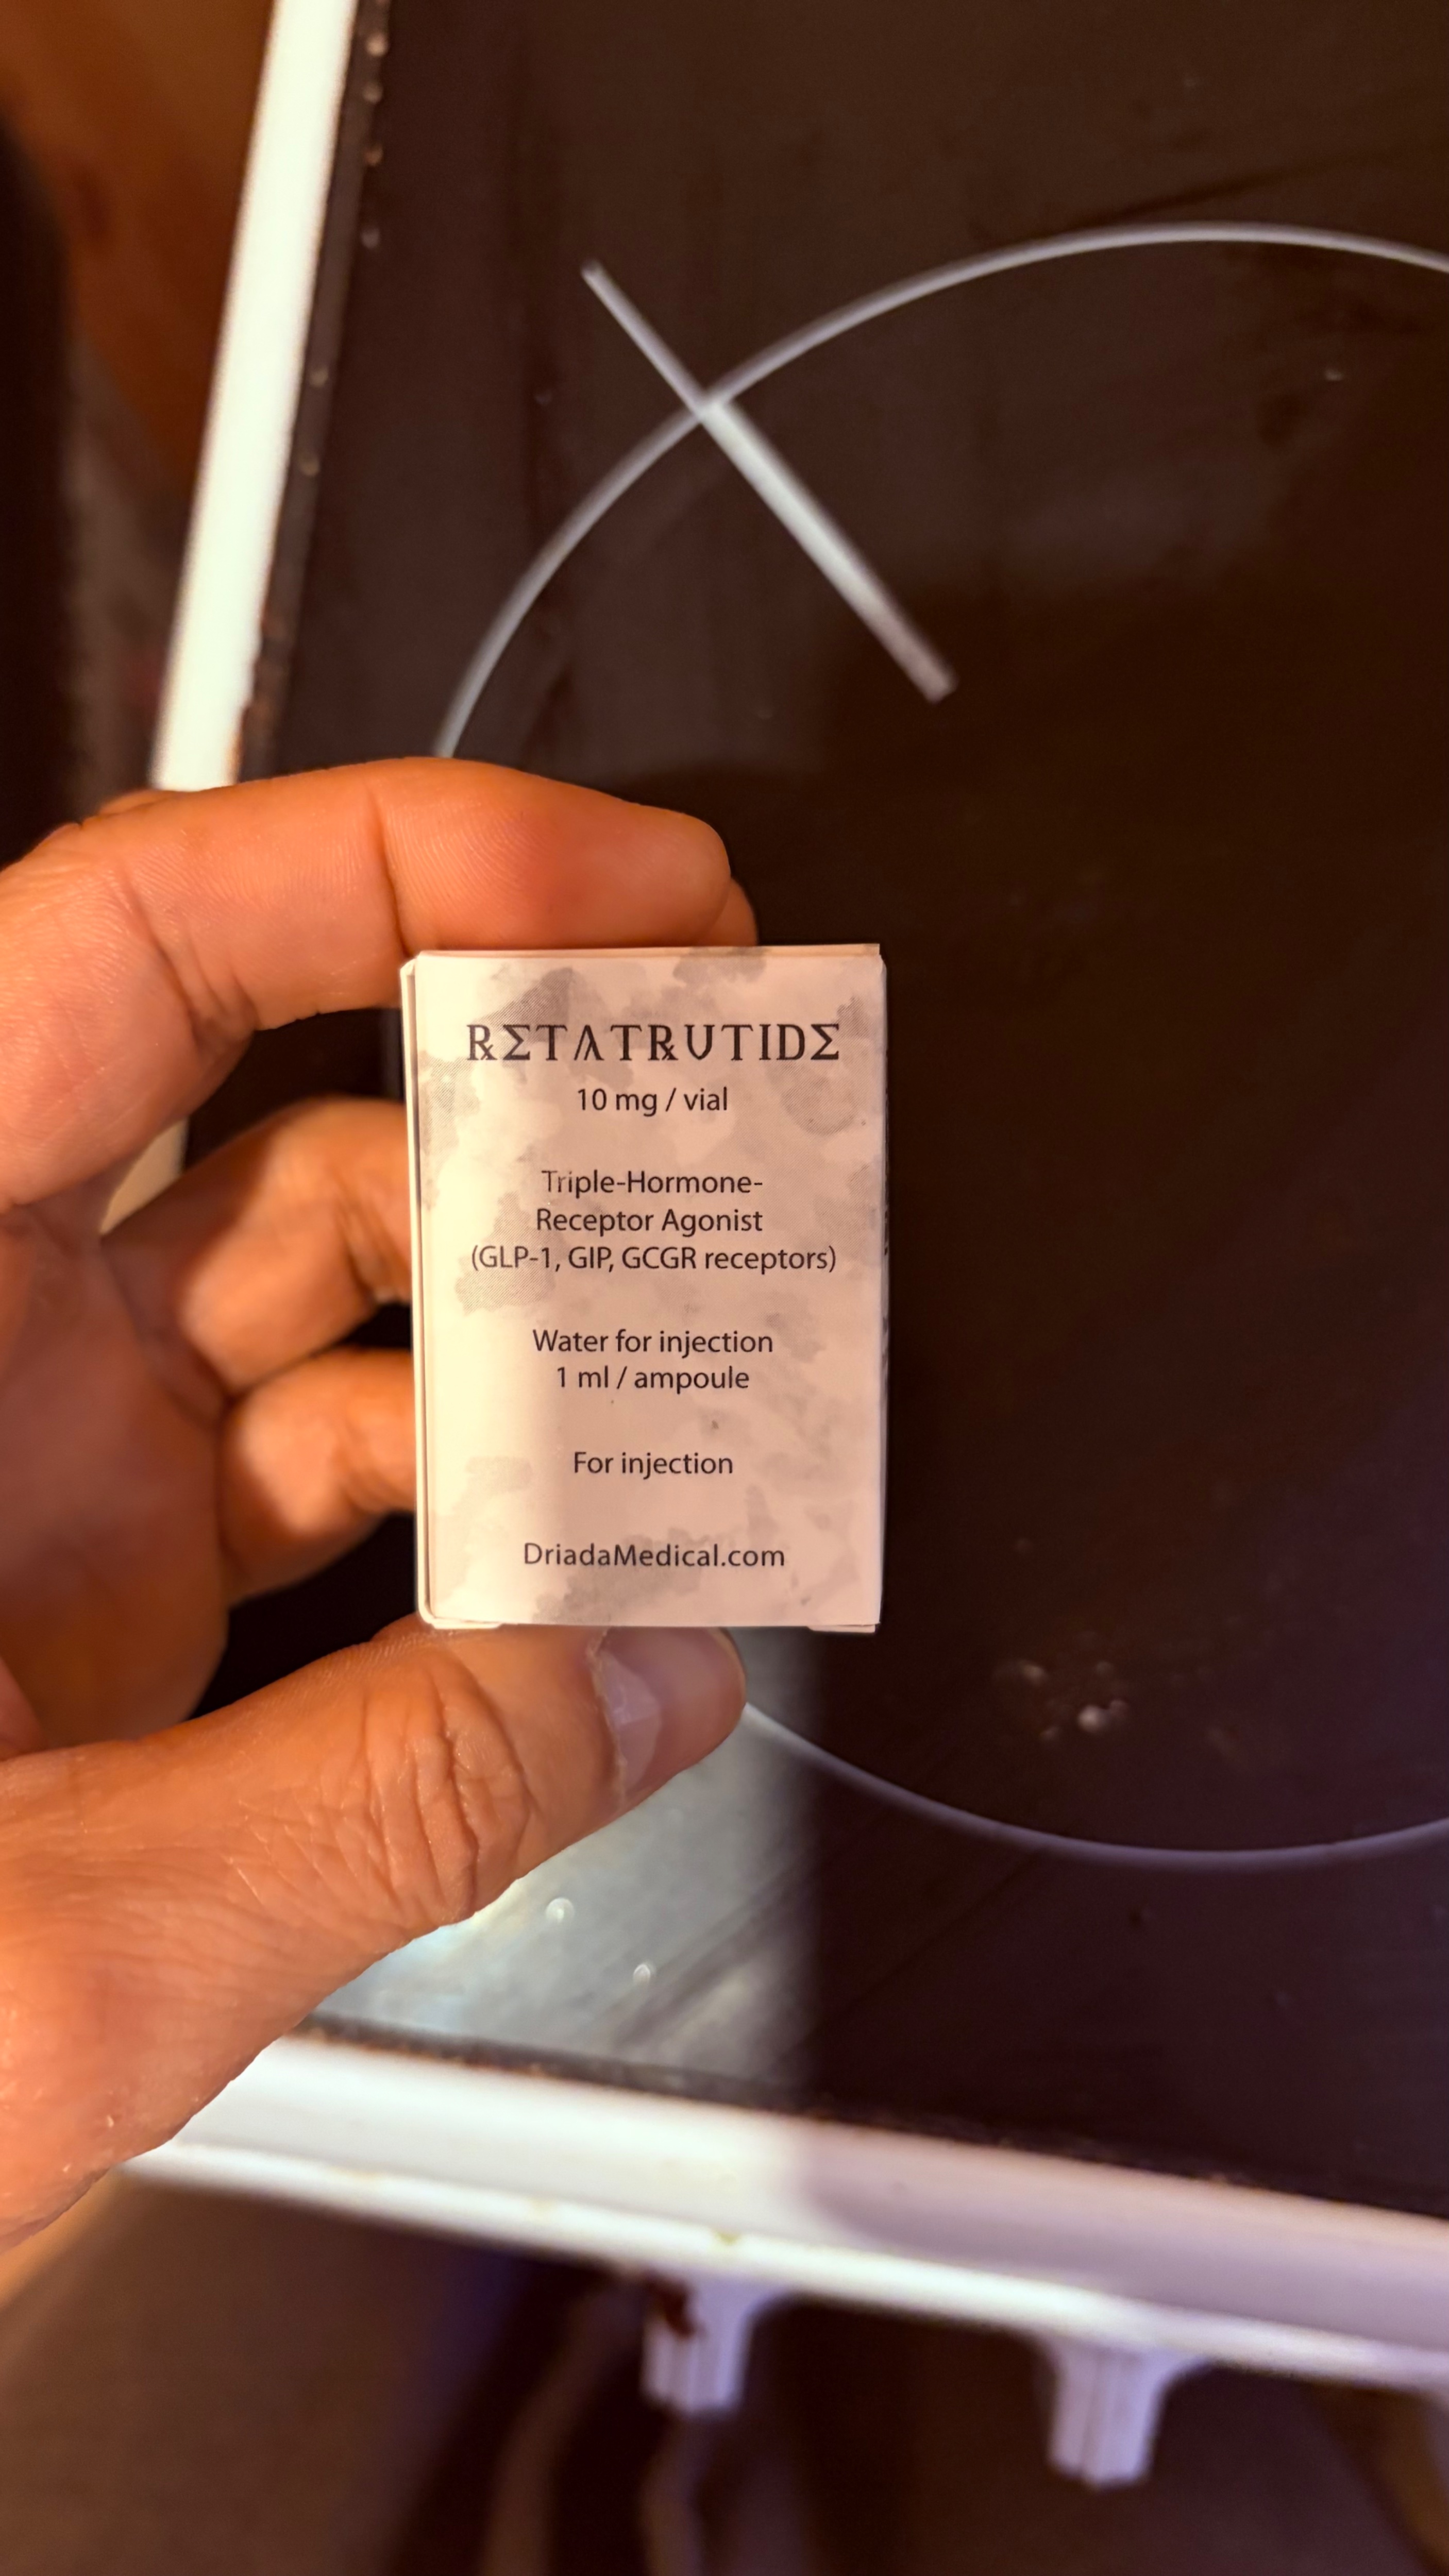 RΣTΛTRUTIDΣ
10 mg / vial
Triple-Hormone-
Receptor Agonist
(GLP-1, GIP, GCGR receptors)
Water for injection
1 ml / ampoule
For injection
DriadaMedical.com